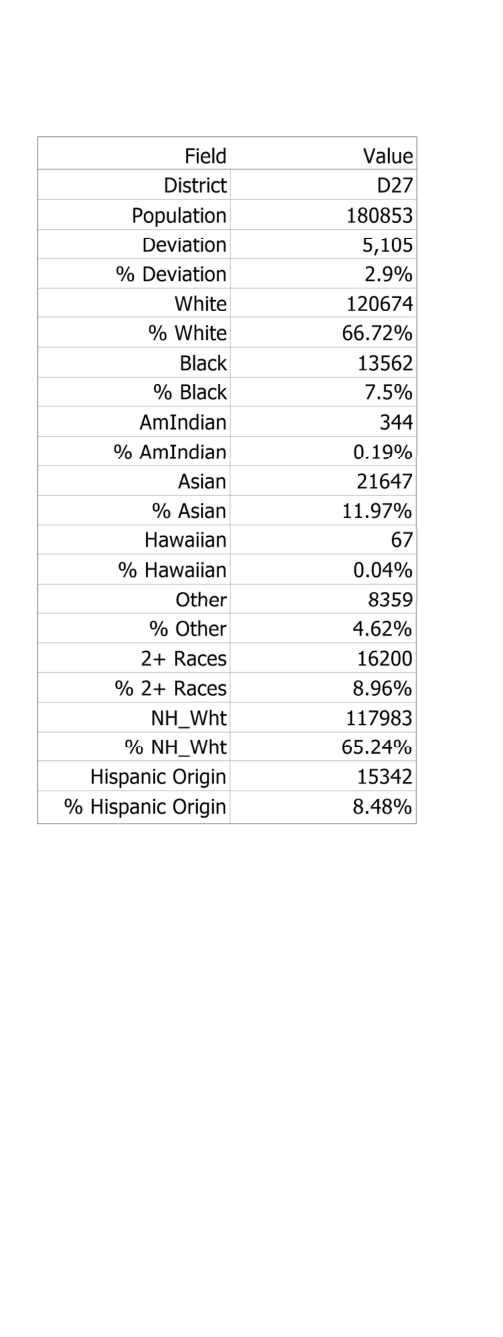 Field Value
District D27
Population 180853
Deviation 5,105
% Deviation 2.9%
White 120674
% White 66.72%
Black 13562
% Black 7.5%
AmIndian 344
% AmIndian 0.19%
Asian 21647
% Asian 11.97%
Hawaiian 67
% Hawaiian 0.04%
Other 8359
% Other 4.62%
2+ Races 16200
% 2+ Races 8.96%
NH_Wht 117983
% NH_Wht 65.24%
Hispanic Origin 15342
% Hispanic Origin 8.48%